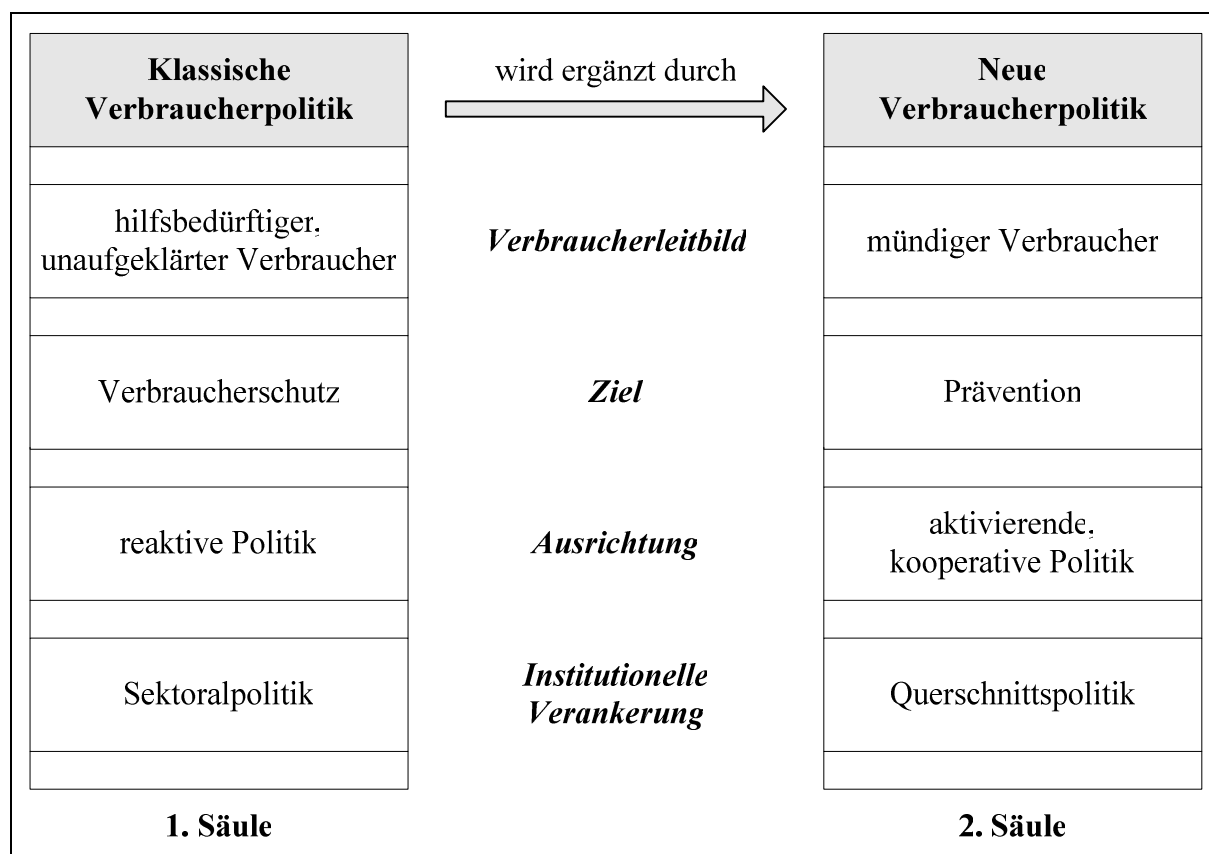 Klassische
Verbraucherpolitik
wird ergänzt durch
Neue
Verbraucherpolitik
hilfsbedürftiger,
unaufgeklärter Verbraucher
Verbraucherleitbild
mündiger Verbraucher
Verbraucherschutz
Ziel
Prävention
reaktive Politik
Ausrichtung
aktivierende,
kooperative Politik
Sektoralpolitik
Institutionelle
Verankerung
Querschnittspolitik
1. Säule
2. Säule